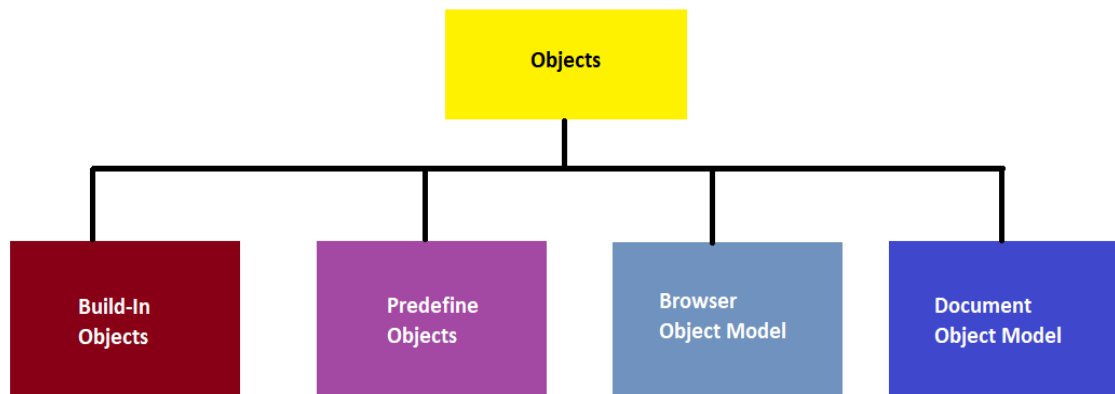 Objects
Build-In
Objects
Predefine
Objects
Browser
Object Model
Document
Object Model